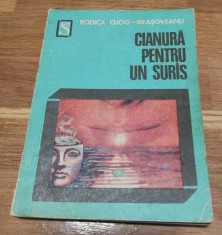 S
RODICA OJOG-BRAȘOVEANU
CIANURĂ
PENTRU
UN SURÎS